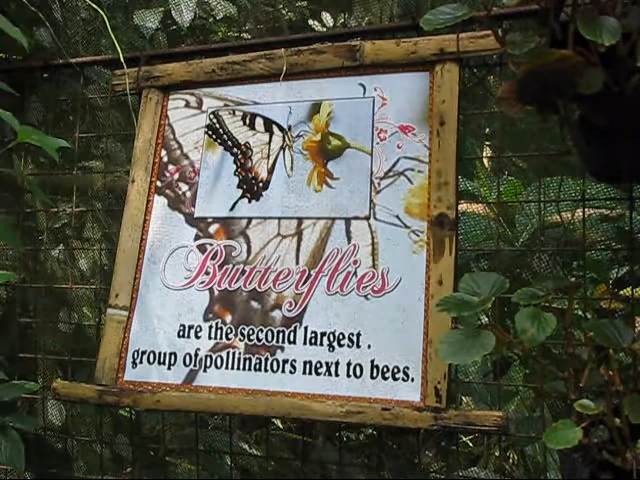 Butterflies
are the second largest .
group of pollinators next to bees.